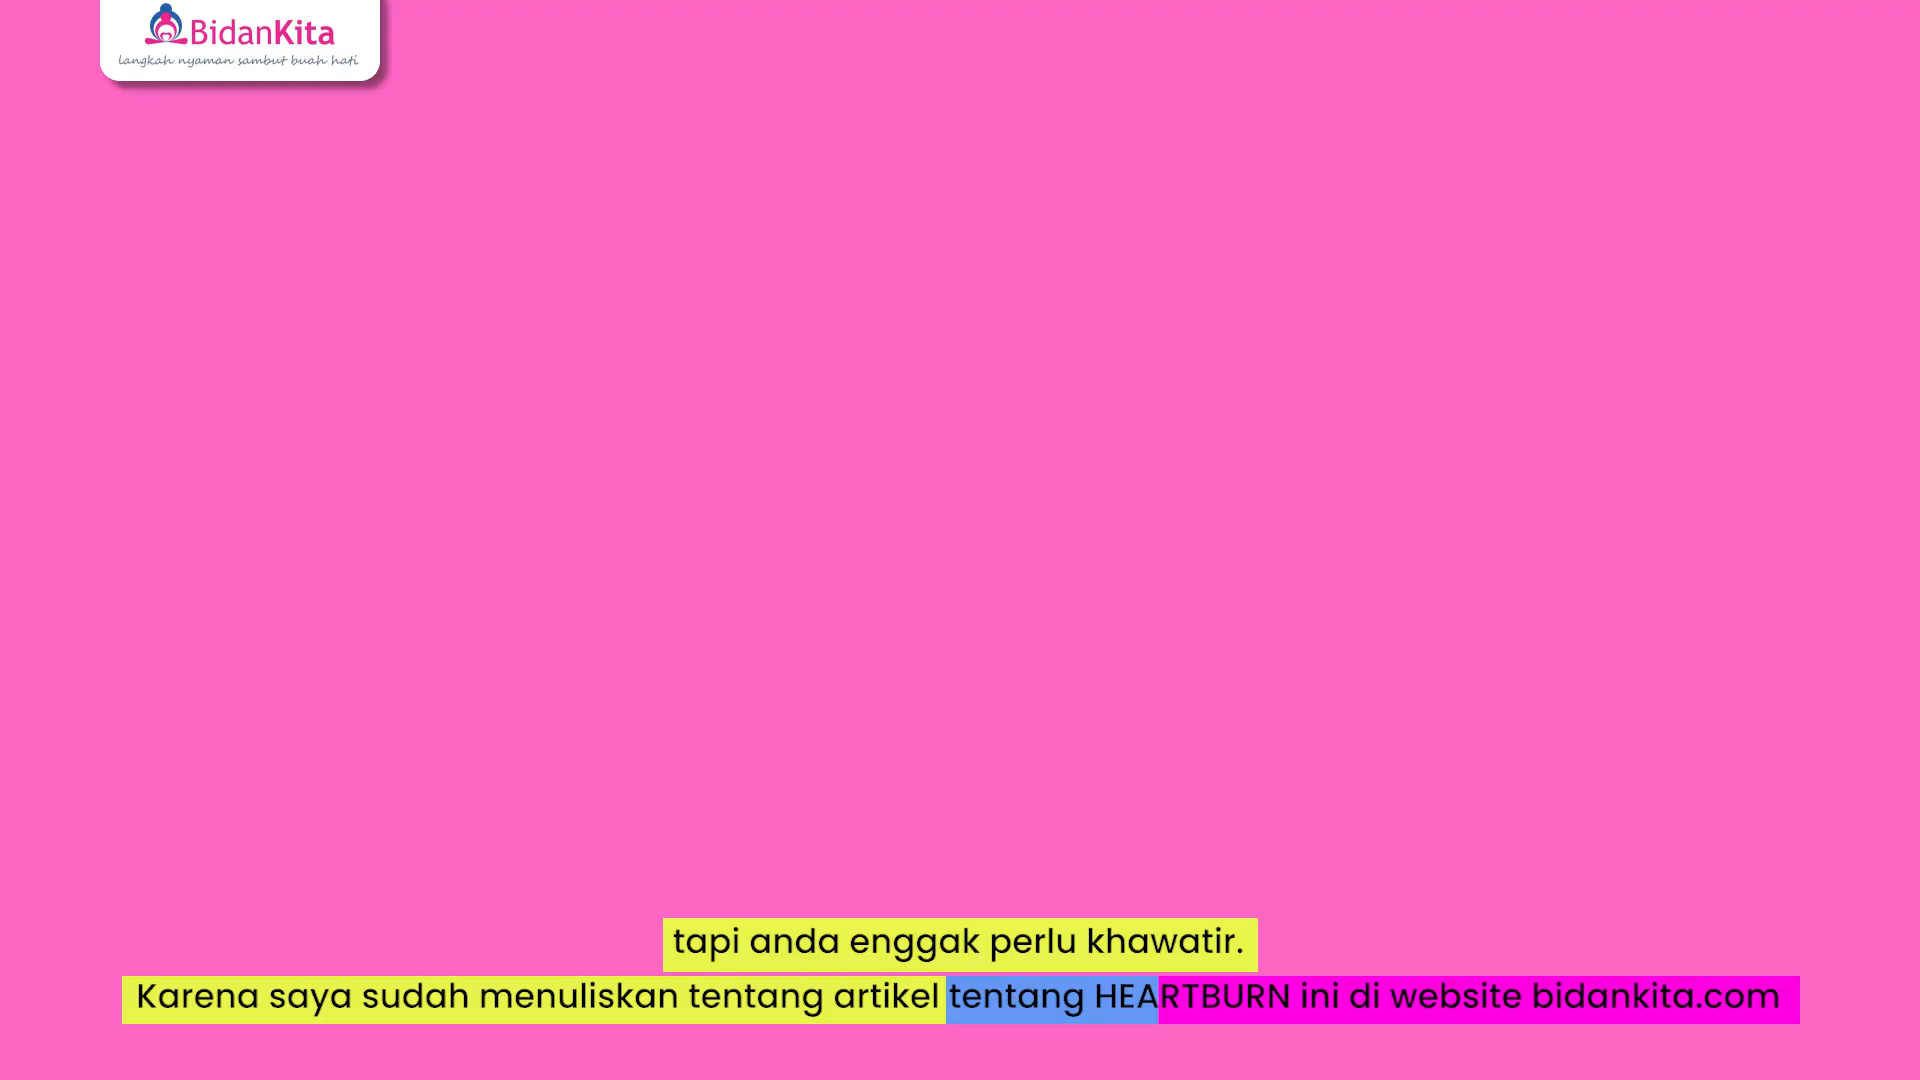 BidanKita
langkah nyaman sambut buah hati
tapi anda enggak perlu khawatir.
Karena saya sudah menuliskan tentang artikel tentang HEARTBURN ini di website bidankita.com